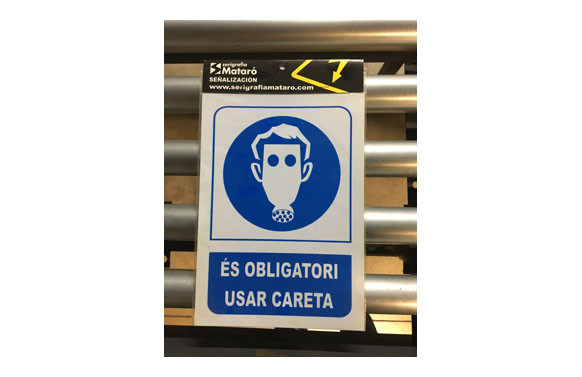 serigrafia
Mataró
SEÑALIZACIÓN
www.serigrafiamataro.com
ÉS OBLIGATORI
USAR CARETA